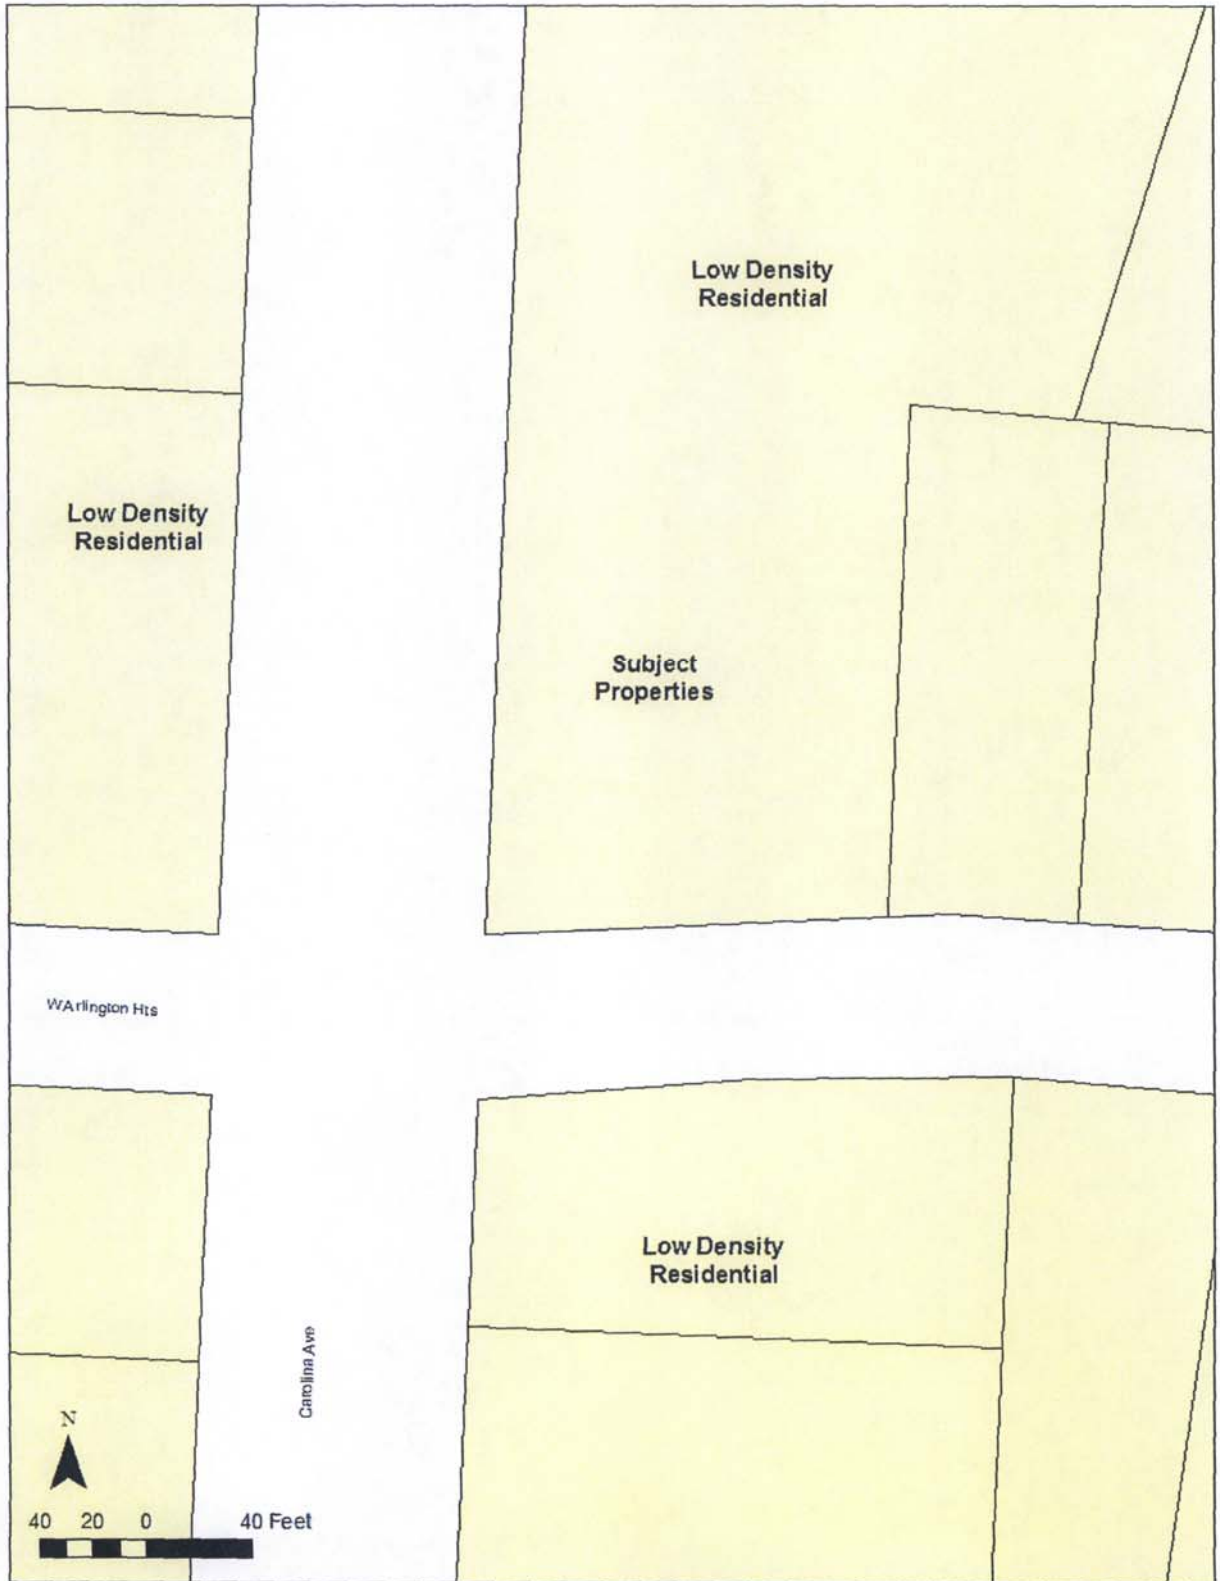 Low Density
Residential
Low Density
Residential
Subject
Properties
W Arlington Hts
Low Density
Residential
Carolina Ave
N
40 20 0 40 Feet